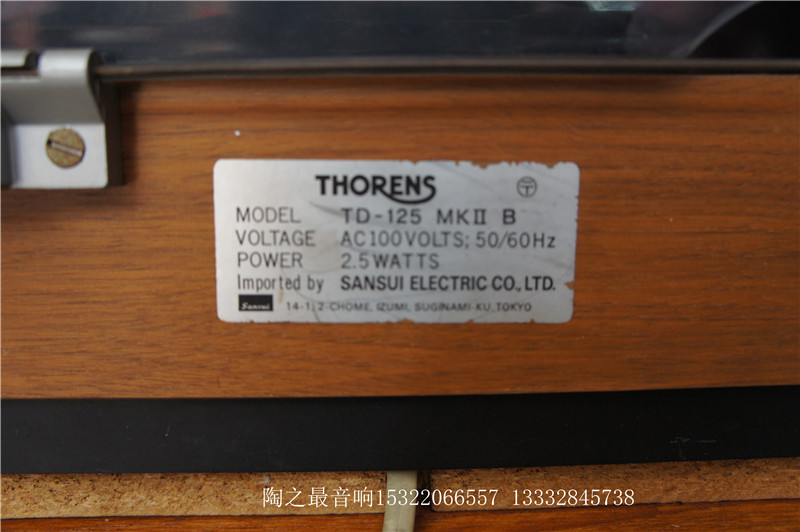 THORENS
MODEL TD-125 MKII B
VOLTAGE AC100VOLTS; 50/60Hz
POWER 2.5WATTS
Imported by SANSUI ELECTRIC CO., LTD.
Sansui 14-1, 2-CHOME, IZUMI, SUGINAMI-KU, TOKYO
陶之最音响15322066557 13332845738